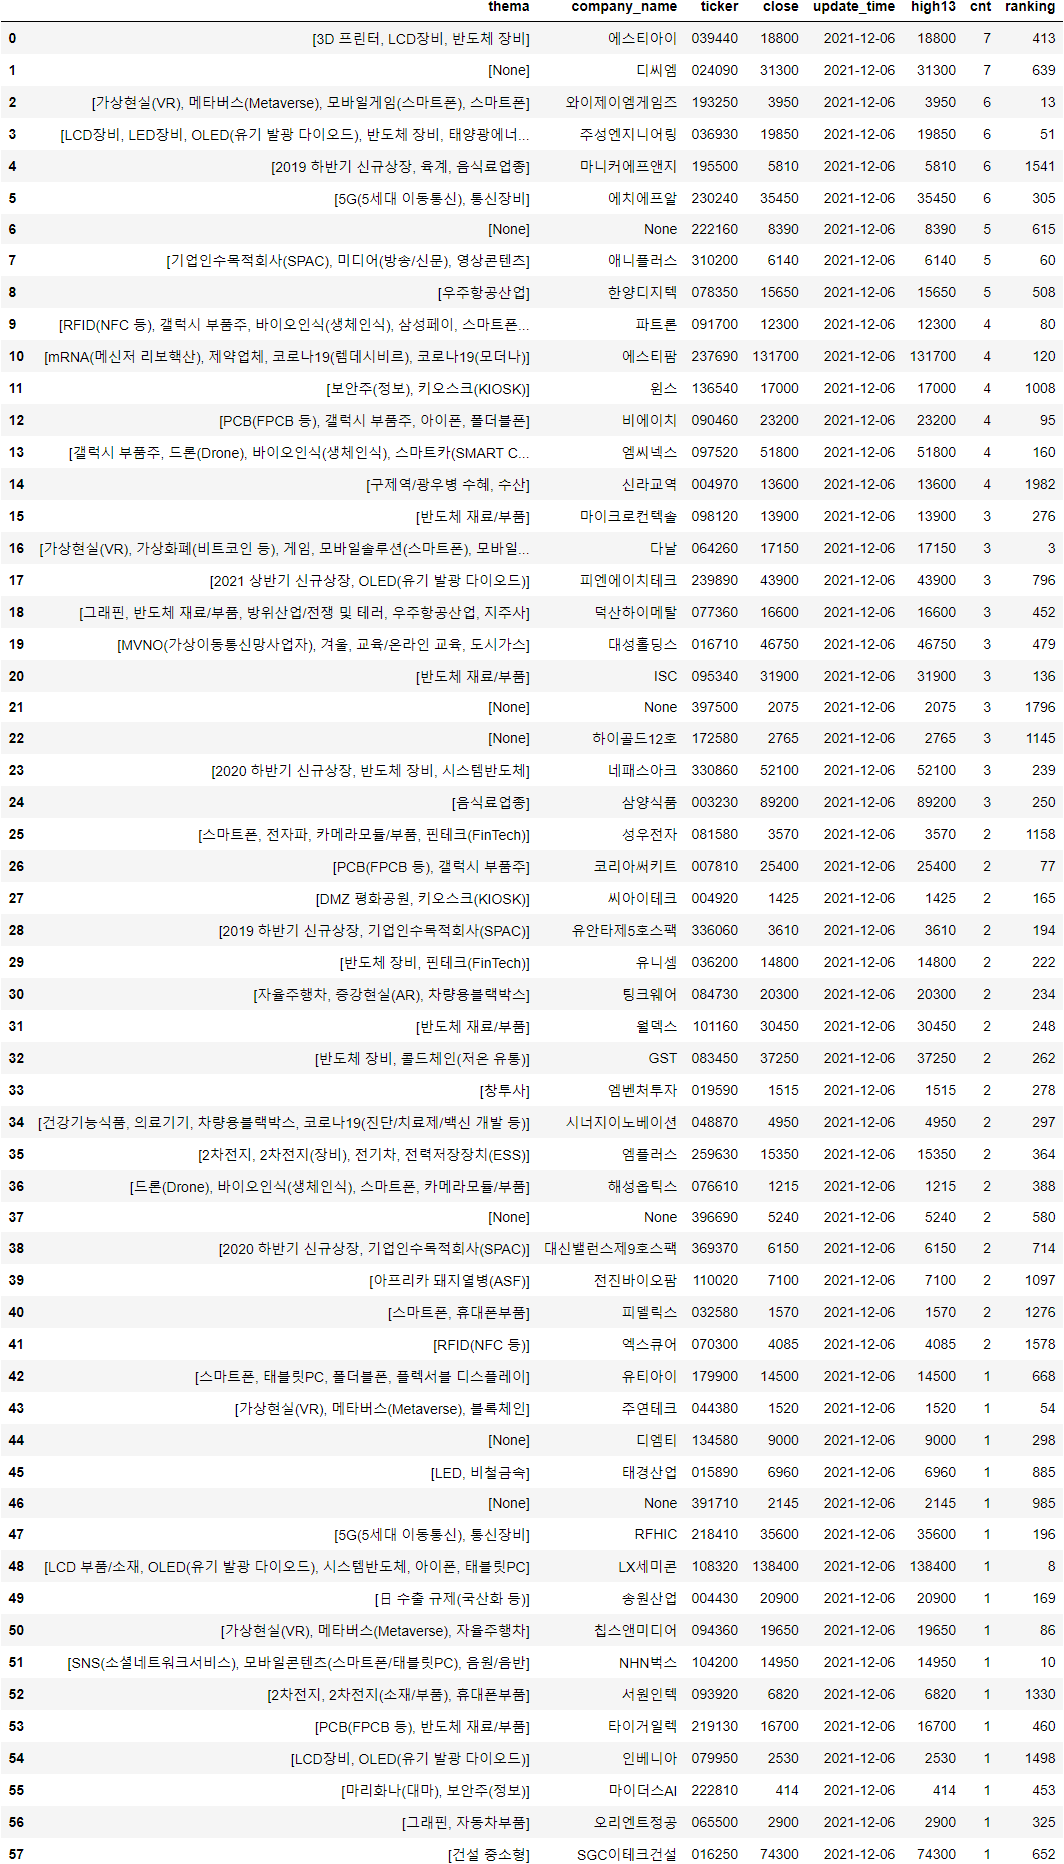 thema company_name ticker close update_time high13 cnt ranking
0 [3D 프린터, LCD장비, 반도체 장비] 에스티아이 039440 18800 2021-12-06 18800 7 413
1 [None] 디씨엠 024090 31300 2021-12-06 31300 7 639
2 [가상현실(VR), 메타버스(Metaverse), 모바일게임(스마트폰), 스마트폰] 와이제이엠게임즈 193250 3950 2021-12-06 3950 6 13
3 [LCD장비, LED장비, OLED(유기 발광 다이오드), 반도체 장비, 태양광에너... 주성엔지니어링 036930 19850 2021-12-06 19850 6 51
4 [2019 하반기 신규상장, 육계, 음식료업종] 마니커에프앤지 195500 5810 2021-12-06 5810 6 1541
5 [5G(5세대 이동통신), 통신장비] 에치에프알 230240 35450 2021-12-06 35450 6 305
6 [None] None 222160 8390 2021-12-06 8390 5 615
7 [기업인수목적회사(SPAC), 미디어(방송/신문), 영상콘텐츠] 애니플러스 310200 6140 2021-12-06 6140 5 60
8 [우주항공산업] 한양디지텍 078350 15650 2021-12-06 15650 5 508
9 [RFID(NFC 등), 갤럭시 부품주, 바이오인식(생체인식), 삼성페이, 스마트폰... 파트론 091700 12300 2021-12-06 12300 4 80
10 [mRNA(메신저 리보핵산), 제약업체, 코로나19(렘데시비르), 코로나19(모더나)] 에스티팜 237690 131700 2021-12-06 131700 4 120
11 [보안주(정보), 키오스크(KIOSK)] 윈스 136540 17000 2021-12-06 17000 4 1008
12 [PCB(FPCB 등), 갤럭시 부품주, 아이폰, 폴더블폰] 비에이치 090460 23200 2021-12-06 23200 4 95
13 [갤럭시 부품주, 드론(Drone), 바이오인식(생체인식), 스마트카(SMART C... 엠씨넥스 097520 51800 2021-12-06 51800 4 160
14 [구제역/광우병 수혜, 수산] 신라교역 004970 13600 2021-12-06 13600 4 1982
15 [반도체 재료/부품] 마이크로컨텍솔 098120 13900 2021-12-06 13900 3 276
16 [가상현실(VR), 가상화폐(비트코인 등), 게임, 모바일솔루션(스마트폰), 모바일... 다날 064260 17150 2021-12-06 17150 3 3
17 [2021 상반기 신규상장, OLED(유기 발광 다이오드)] 피엔에이치테크 239890 43900 2021-12-06 43900 3 796
18 [그래핀, 반도체 재료/부품, 방위산업/전쟁 및 테러, 우주항공산업, 지주사] 덕산하이메탈 077360 16600 2021-12-06 16600 3 452
19 [MVNO(가상이동통신망사업자), 겨울, 교육/온라인 교육, 도시가스] 대성홀딩스 016710 46750 2021-12-06 46750 3 479
20 [반도체 재료/부품] ISC 095340 31900 2021-12-06 31900 3 136
21 [None] None 397500 2075 2021-12-06 2075 3 1796
22 [None] 하이골드12호 172580 2765 2021-12-06 2765 3 1145
23 [2020 하반기 신규상장, 반도체 장비, 시스템반도체] 네패스아크 330860 52100 2021-12-06 52100 3 239
24 [음식료업종] 삼양식품 003230 89200 2021-12-06 89200 3 250
25 [스마트폰, 전자파, 카메라모듈/부품, 핀테크(FinTech)] 성우전자 081580 3570 2021-12-06 3570 2 1158
26 [PCB(FPCB 등), 갤럭시 부품주] 코리아써키트 007810 25400 2021-12-06 25400 2 77
27 [DMZ 평화공원, 키오스크(KIOSK)] 씨아이테크 004920 1425 2021-12-06 1425 2 165
28 [2019 하반기 신규상장, 기업인수목적회사(SPAC)] 유안타제5호스팩 336060 3610 2021-12-06 3610 2 194
29 [반도체 장비, 핀테크(FinTech)] 유니셈 036200 14800 2021-12-06 14800 2 222
30 [자율주행차, 증강현실(AR), 차량용블랙박스] 팅크웨어 084730 20300 2021-12-06 20300 2 234
31 [반도체 재료/부품] 월덱스 101160 30450 2021-12-06 30450 2 248
32 [반도체 장비, 콜드체인(저온 유통)] GST 083450 37250 2021-12-06 37250 2 262
33 [창투사] 엠벤처투자 019590 1515 2021-12-06 1515 2 278
34 [건강기능식품, 의료기기, 차량용블랙박스, 코로나19(진단/치료제/백신 개발 등)] 시너지이노베이션 048870 4950 2021-12-06 4950 2 297
35 [2차전지, 2차전지(장비), 전기차, 전력저장장치(ESS)] 엠플러스 259630 15350 2021-12-06 15350 2 364
36 [드론(Drone), 바이오인식(생체인식), 스마트폰, 카메라모듈/부품] 해성옵틱스 076610 1215 2021-12-06 1215 2 388
37 [None] None 396690 5240 2021-12-06 5240 2 580
38 [2020 하반기 신규상장, 기업인수목적회사(SPAC)] 대신밸런스제9호스팩 369370 6150 2021-12-06 6150 2 714
39 [아프리카 돼지열병(ASF)] 전진바이오팜 110020 7100 2021-12-06 7100 2 1097
40 [스마트폰, 휴대폰부품] 피델릭스 032580 1570 2021-12-06 1570 2 1276
41 [RFID(NFC 등)] 엑스큐어 070300 4085 2021-12-06 4085 2 1578
42 [스마트폰, 태블릿PC, 폴더블폰, 플렉서블 디스플레이] 유티아이 179900 14500 2021-12-06 14500 1 668
43 [가상현실(VR), 메타버스(Metaverse), 블록체인] 주연테크 044380 1520 2021-12-06 1520 1 54
44 [None] 디엠티 134580 9000 2021-12-06 9000 1 298
45 [LED, 비철금속] 태경산업 015890 6960 2021-12-06 6960 1 885
46 [None] None 391710 2145 2021-12-06 2145 1 985
47 [5G(5세대 이동통신), 통신장비] RFHIC 218410 35600 2021-12-06 35600 1 196
48 [LCD 부품/소재, OLED(유기 발광 다이오드), 시스템반도체, 아이폰, 태블릿PC] LX세미콘 108320 138400 2021-12-06 138400 1 8
49 [日 수출 규제(국산화 등)] 송원산업 004430 20900 2021-12-06 20900 1 169
50 [가상현실(VR), 메타버스(Metaverse), 자율주행차] 칩스앤미디어 094360 19650 2021-12-06 19650 1 86
51 [SNS(소셜네트워크서비스), 모바일콘텐츠(스마트폰/태블릿PC), 음원/음반] NHN벅스 104200 14950 2021-12-06 14950 1 10
52 [2차전지, 2차전지(소재/부품), 휴대폰부품] 서원인텍 093920 6820 2021-12-06 6820 1 1330
53 [PCB(FPCB 등), 반도체 재료/부품] 타이거일렉 219130 16700 2021-12-06 16700 1 460
54 [LCD장비, OLED(유기 발광 다이오드)] 인베니아 079950 2530 2021-12-06 2530 1 1498
55 [마리화나(대마), 보안주(정보)] 마이더스AI 222810 414 2021-12-06 414 1 453
56 [그래핀, 자동차부품] 오리엔트정공 065500 2900 2021-12-06 2900 1 325
57 [건설 중소형] SGC이테크건설 016250 74300 2021-12-06 74300 1 652